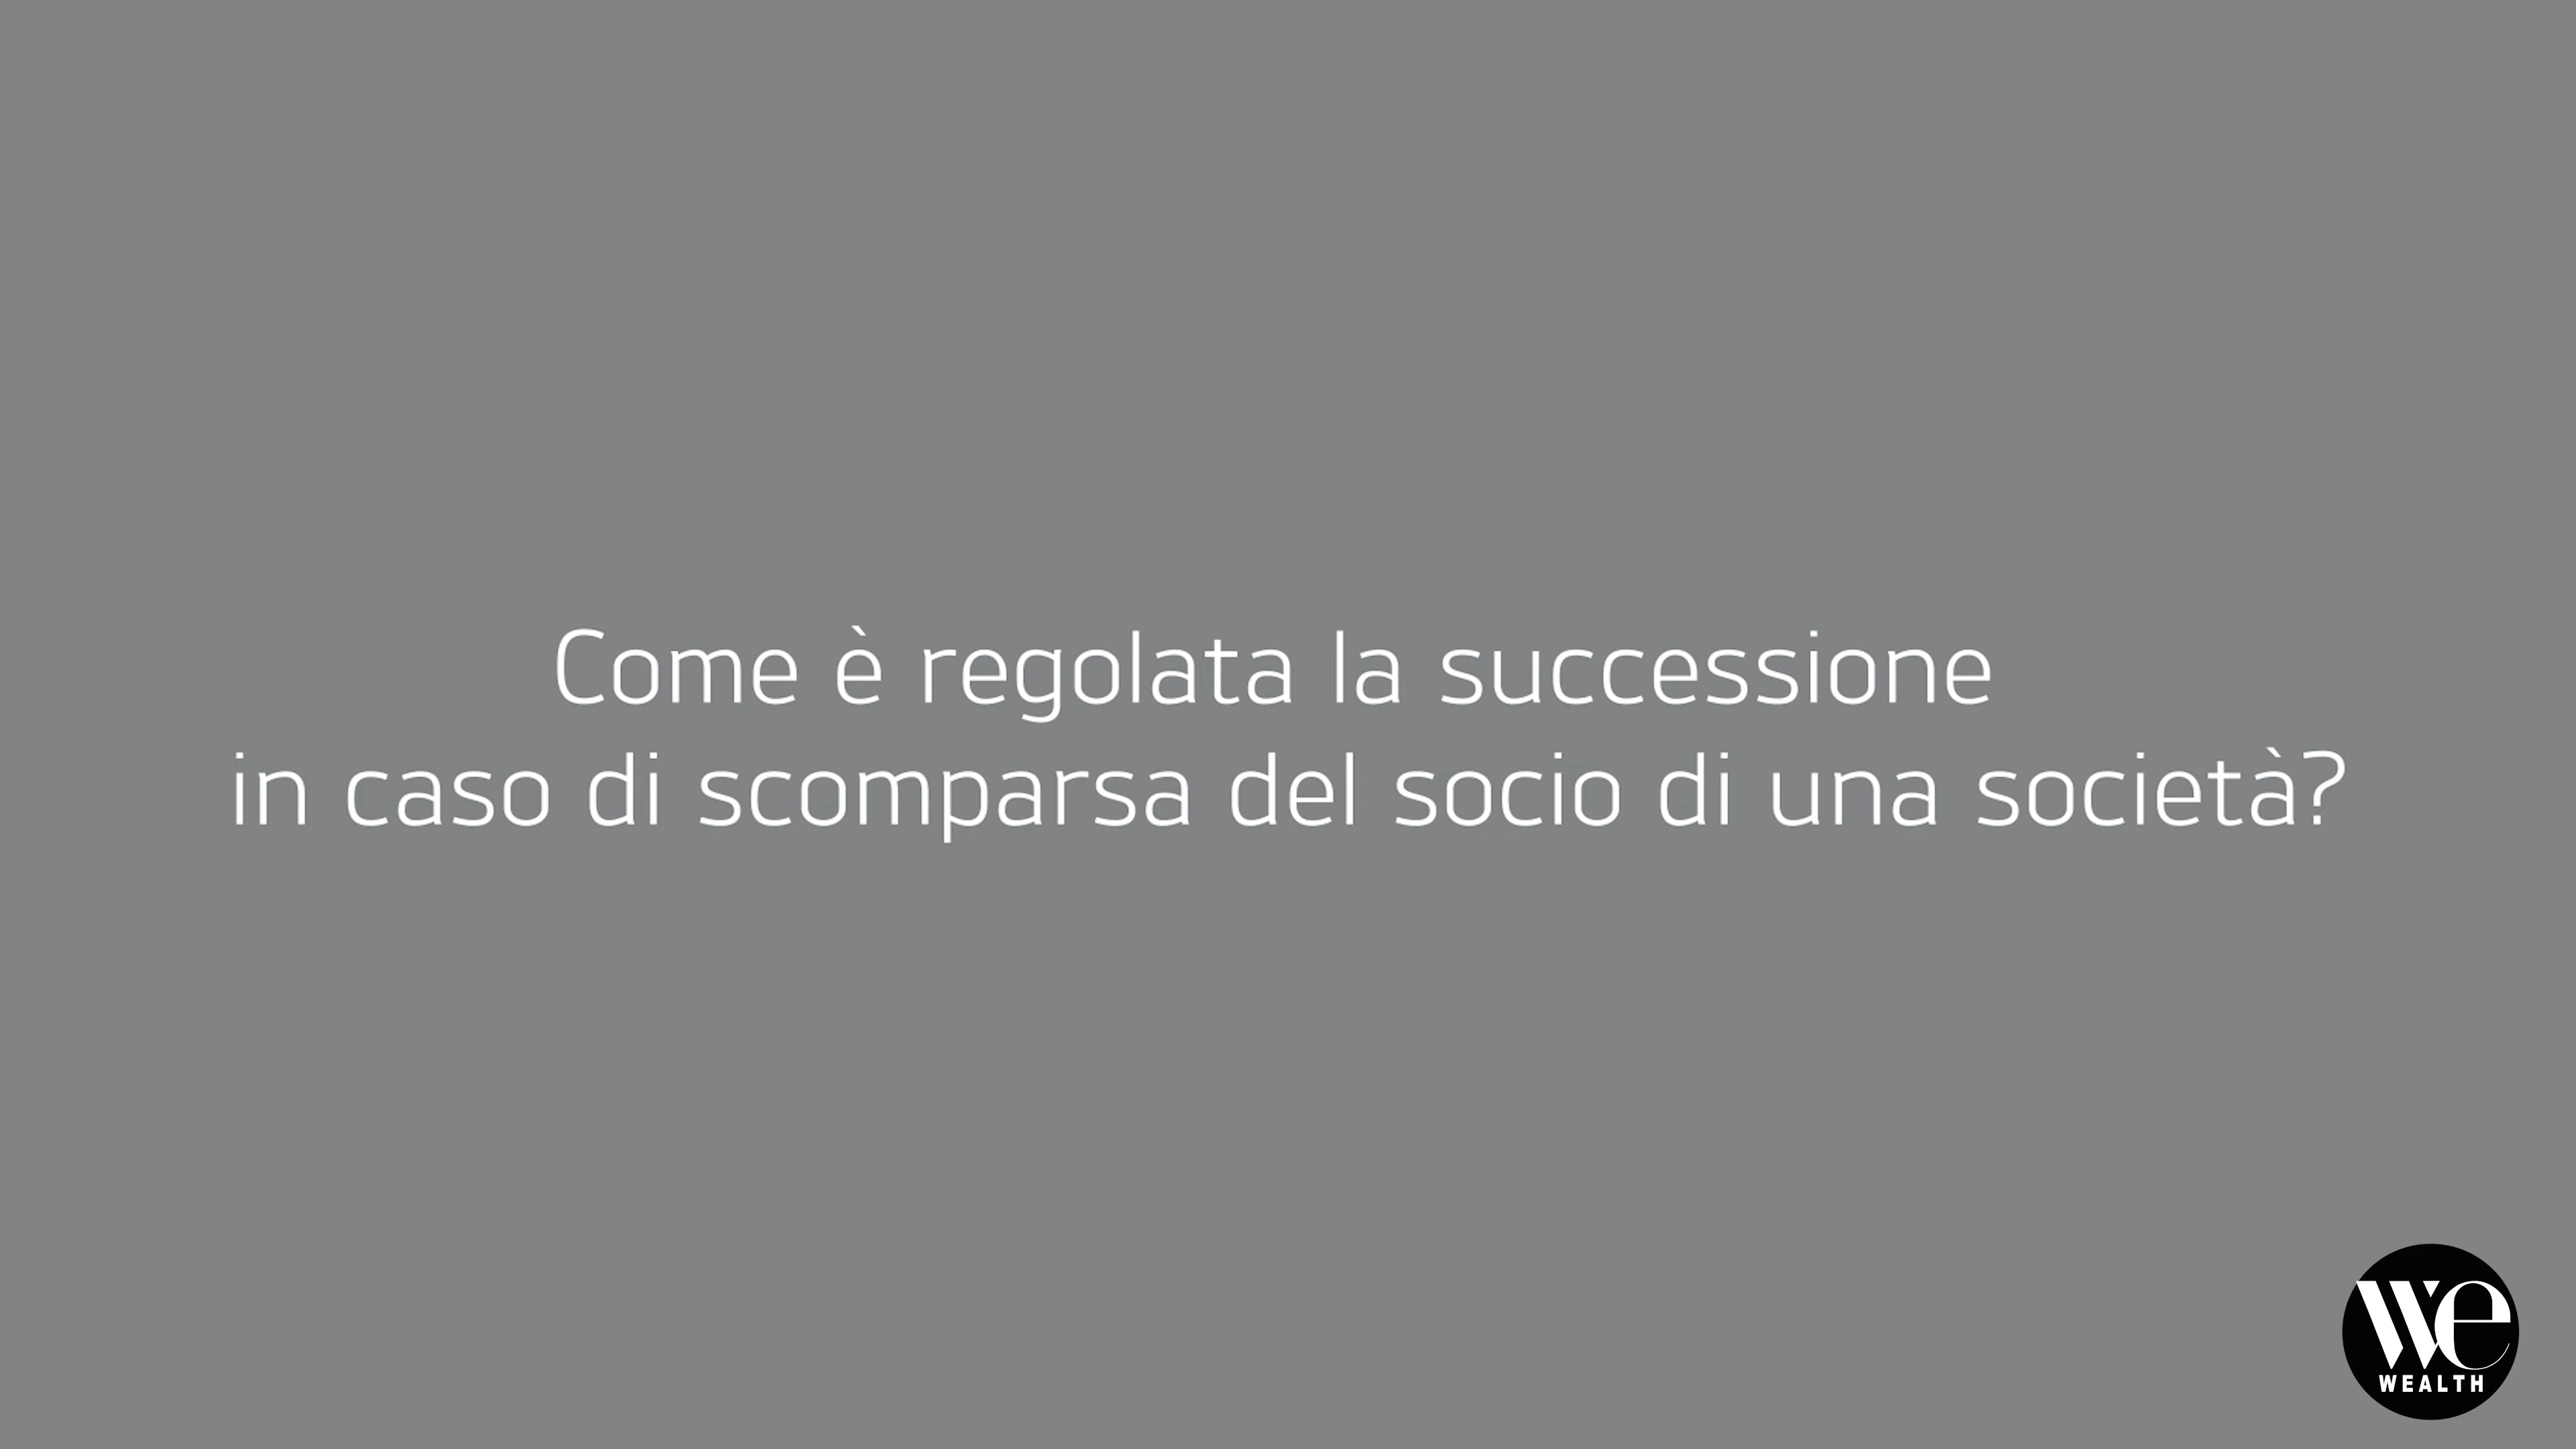 Come è regolata la successione
in caso di scomparsa del socio di una società?
we
WEALTH